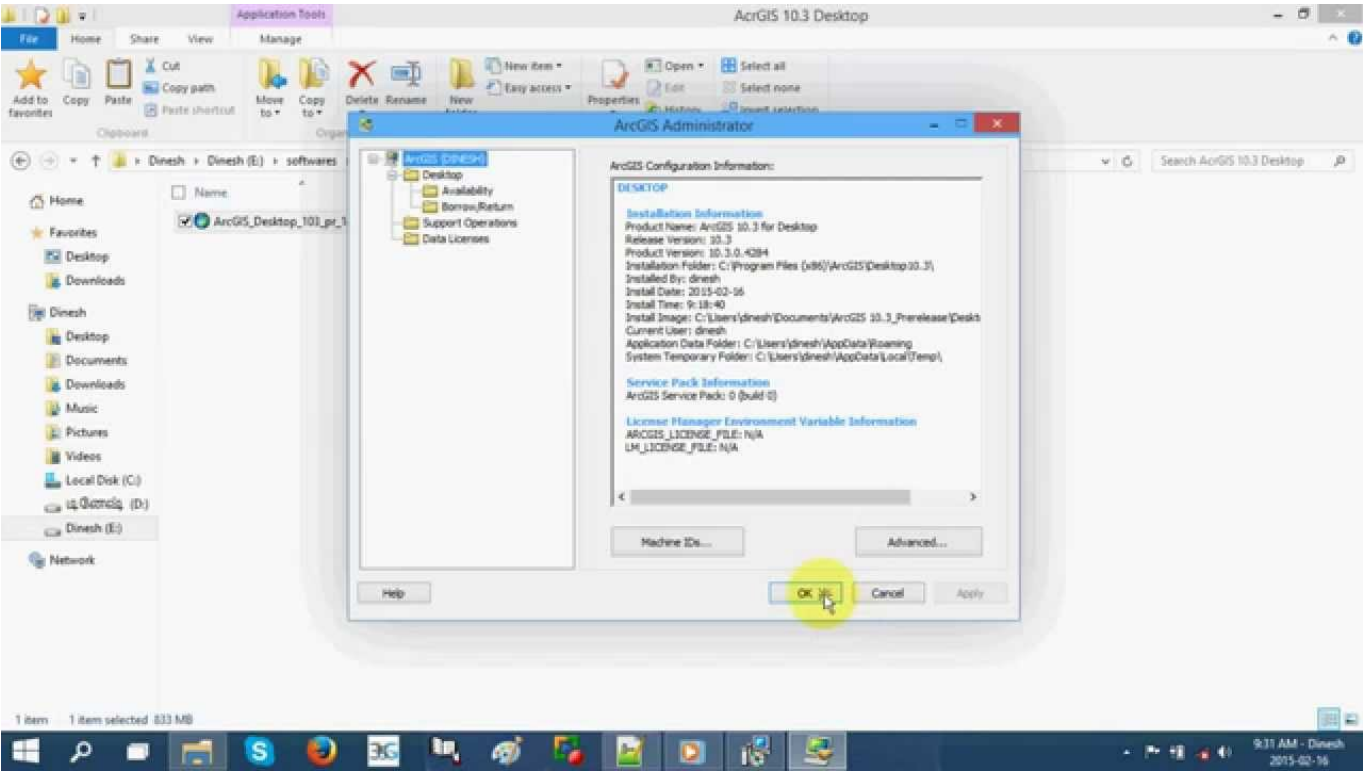 Application Tools
AcrGIS 10.3 Desktop
File
Home
Share
View
Manage
Cut
Copy path
Paste shortcut
Add to favorites
Copy
Paste
Move to
Copy to
Delete
Rename
New
New item
Easy access
Properties
Open
Edit
History
Select all
Select none
Invert selection
Clipboard
Organ
Dinesh
Dinesh (E:)
softwares
Search AcrGIS 10.3 Desktop
Name
ArcGIS_Desktop_103_pr_1
Home
Favorites
Desktop
Downloads
Dinesh
Desktop
Documents
Downloads
Music
Pictures
Videos
Local Disk (C:)
(D:)
Dinesh (E:)
Network
ArcGIS Administrator
ArcGIS (DINESH)
Desktop
Availability
Borrow/Return
Support Operations
Data Licenses
ArcGIS Configuration Information:
DESKTOP
Installation Information
Product Name: ArcGIS 10.3 for Desktop
Release Version: 10.3
Product Version: 10.3.0.4284
Installation Folder: C:\Program Files (x86)\ArcGIS\Desktop10.3\
Installed By: dinesh
Install Date: 2015-02-16
Install Time: 9:18:40
Install Image: C:\Users\dinesh\Documents\ArcGIS 10.3_Prerelease\Deskt
Current User: dinesh
Application Data Folder: C:\Users\dinesh\AppData\Roaming
System Temporary Folder: C:\Users\dinesh\AppData\Local\Temp\
Service Pack Information
ArcGIS Service Pack: 0 (build 0)
License Manager Environment Variable Information
ARCGIS_LICENSE_FILE: N/A
LM_LICENSE_FILE: N/A
Machine IDs...
Advanced...
Help
OK
Cancel
Apply
1 item
1 item selected 833 MB
S
3G
9:31 AM - Dinesh
2015-02-16